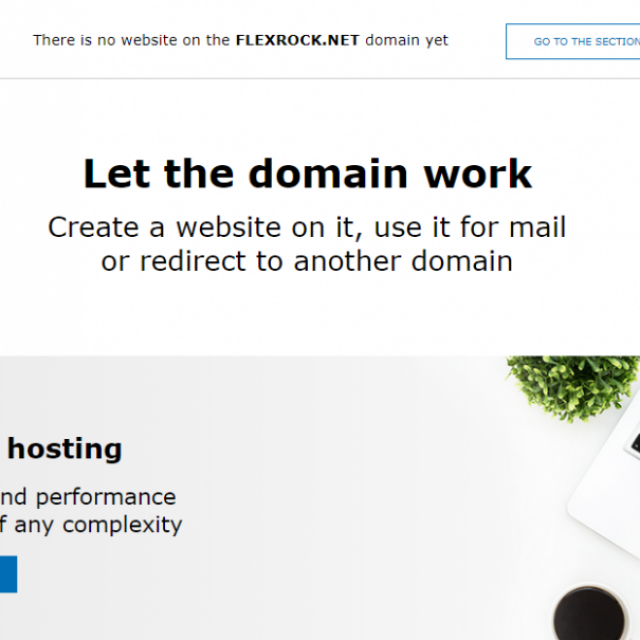 There is no website on the FLEXROCK.NET domain yet
GO TO THE SECTION
Let the domain work
Create a website on it, use it for mail
or redirect to another domain
hosting
nd performance
f any complexity